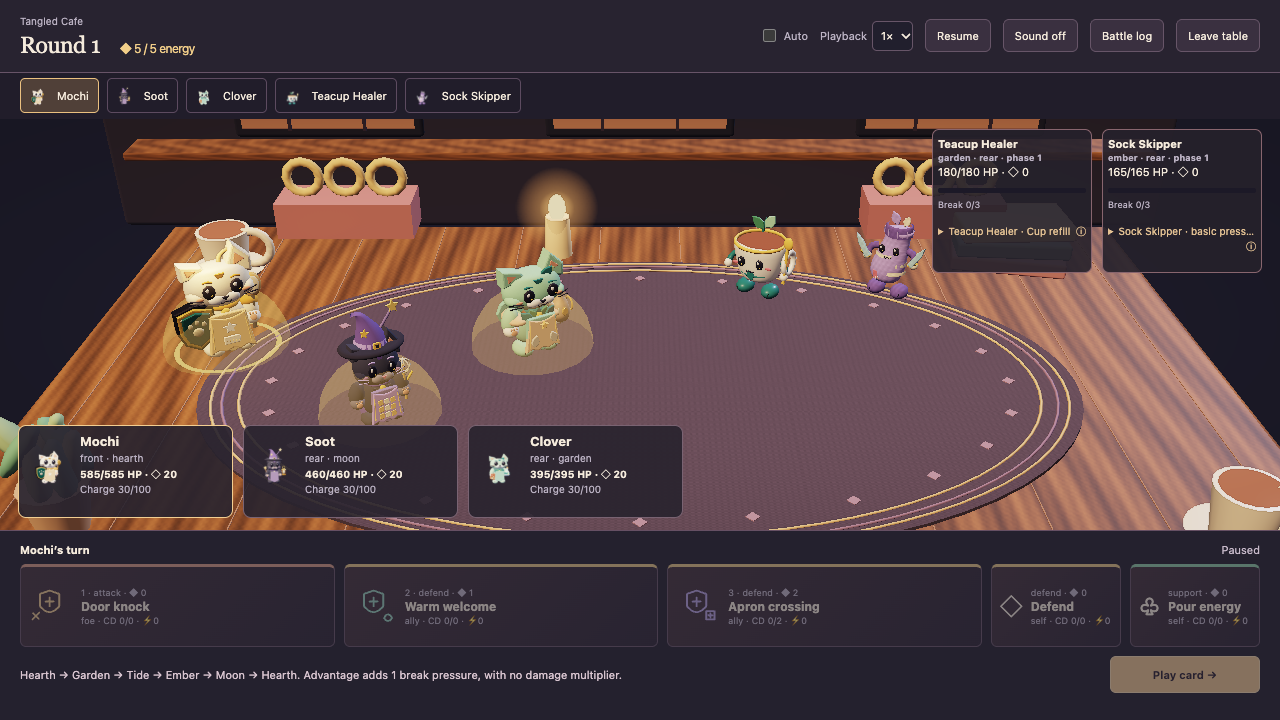 Tangled Cafe
Round 1
5 / 5 energy
Auto
Playback
1×
Resume
Sound off
Battle log
Leave table
Mochi
Soot
Clover
Teacup Healer
Sock Skipper
Teacup Healer
garden · rear · phase 1
180/180 HP · ◇ 0
Break 0/3
▸ Teacup Healer · Cup refill ⓘ
Sock Skipper
ember · rear · phase 1
165/165 HP · ◇ 0
Break 0/3
▸ Sock Skipper · basic press... ⓘ
Mochi
front · hearth
585/585 HP · ◇ 20
Charge 30/100
Soot
rear · moon
460/460 HP · ◇ 20
Charge 30/100
Clover
rear · garden
395/395 HP · ◇ 20
Charge 30/100
Mochi's turn
Paused
1 · attack · ◆ 0
Door knock
foe · CD 0/0 · ⚡0
2 · defend · ◆ 1
Warm welcome
ally · CD 0/0 · ⚡0
3 · defend · ◆ 2
Apron crossing
ally · CD 0/2 · ⚡0
defend · ◆ 0
Defend
self · CD 0/0 · ⚡0
support · ◆ 0
Pour energy
self · CD 0/0 · ⚡0
Hearth → Garden → Tide → Ember → Moon → Hearth. Advantage adds 1 break pressure, with no damage multiplier.
Play card →